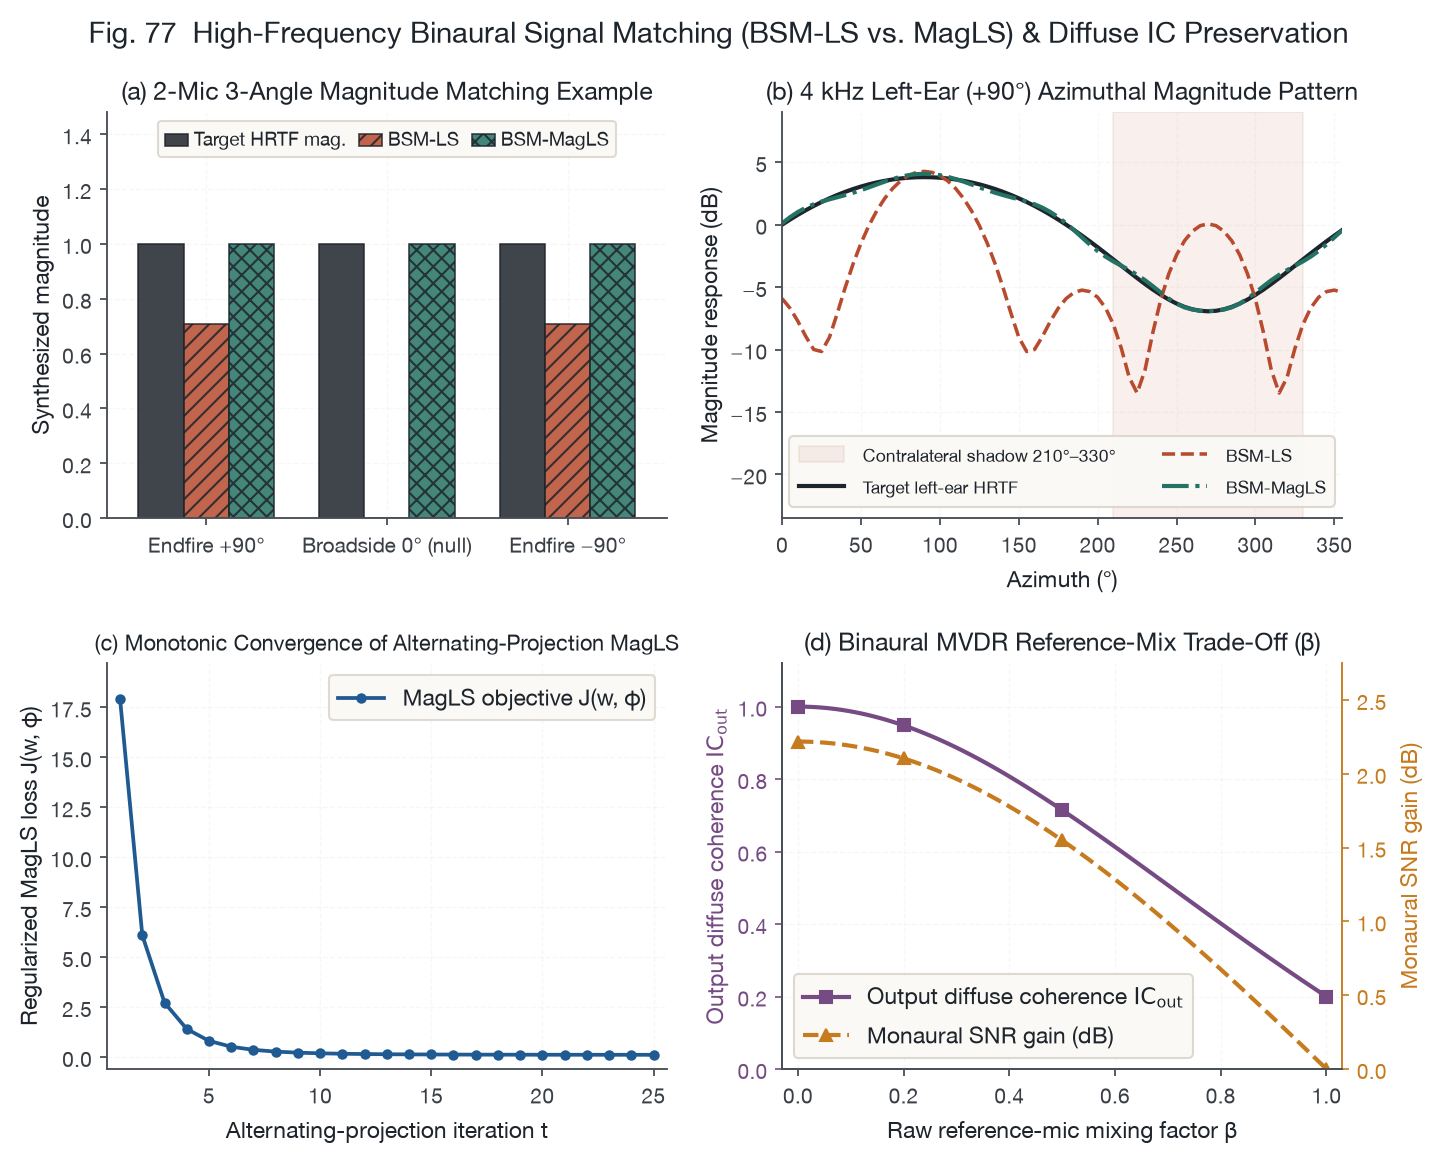 Fig. 77  High-Frequency Binaural Signal Matching (BSM-LS vs. MagLS) & Diffuse IC Preservation
(a) 2-Mic 3-Angle Magnitude Matching Example
Target HRTF mag.
BSM-LS
BSM-MagLS
Synthesized magnitude
1.4
1.2
1.0
0.8
0.6
0.4
0.2
0.0
Endfire +90°
Broadside 0° (null)
Endfire −90°
(b) 4 kHz Left-Ear (+90°) Azimuthal Magnitude Pattern
Magnitude response (dB)
5
0
−5
−10
−15
−20
Contralateral shadow 210°–330°
Target left-ear HRTF
BSM-LS
BSM-MagLS
0
50
100
150
200
250
300
350
Azimuth (°)
(c) Monotonic Convergence of Alternating-Projection MagLS
MagLS objective J(w, ϕ)
Regularized MagLS loss J(w, ϕ)
17.5
15.0
12.5
10.0
7.5
5.0
2.5
0.0
5
10
15
20
25
Alternating-projection iteration t
(d) Binaural MVDR Reference-Mix Trade-Off (β)
Output diffuse coherence IC_out
1.0
0.8
0.6
0.4
0.2
0.0
Output diffuse coherence IC_out
Monaural SNR gain (dB)
0.0
0.2
0.4
0.6
0.8
1.0
Raw reference-mic mixing factor β
2.5
2.0
1.5
1.0
0.5
0.0
Monaural SNR gain (dB)